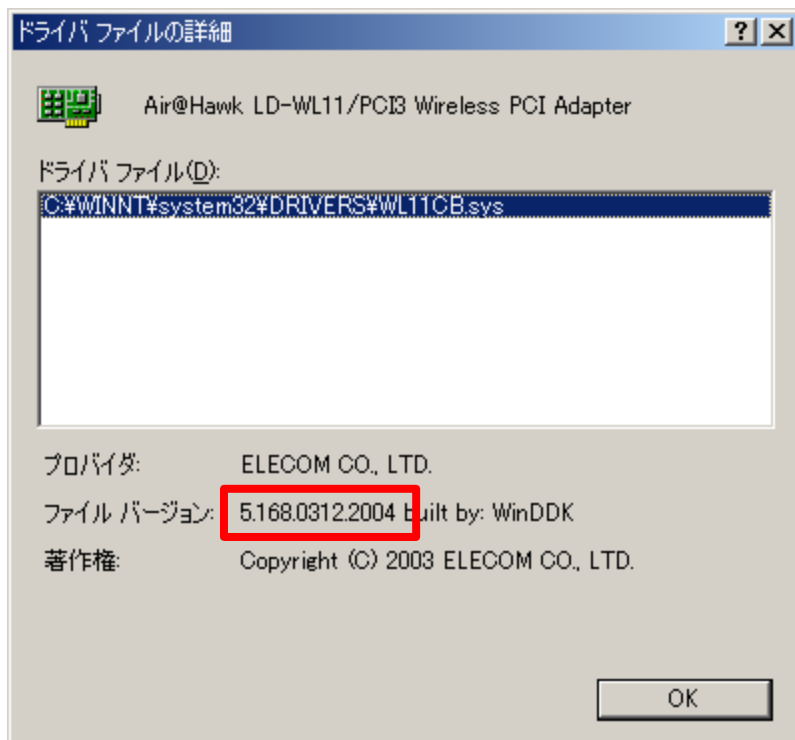 ドライバ ファイルの詳細
Air@Hawk LD-WL11/PCI3 Wireless PCI Adapter
ドライバ ファイル(D):
C:¥WINNT¥system32¥DRIVERS¥WL11CB.sys
プロバイダ: ELECOM CO., LTD.
ファイル バージョン: 5.168.0312.2004 built by: WinDDK
著作権: Copyright (C) 2003 ELECOM CO., LTD.
OK